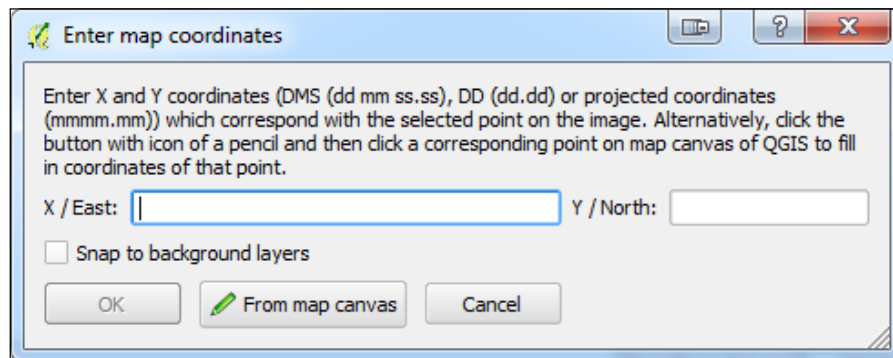 Enter map coordinates
Enter X and Y coordinates (DMS (dd mm ss.ss), DD (dd.dd) or projected coordinates
(mmmm.mm)) which correspond with the selected point on the image. Alternatively, click the
button with icon of a pencil and then click a corresponding point on map canvas of QGIS to fill
in coordinates of that point.
X / East: Y / North:
Snap to background layers
OK From map canvas Cancel